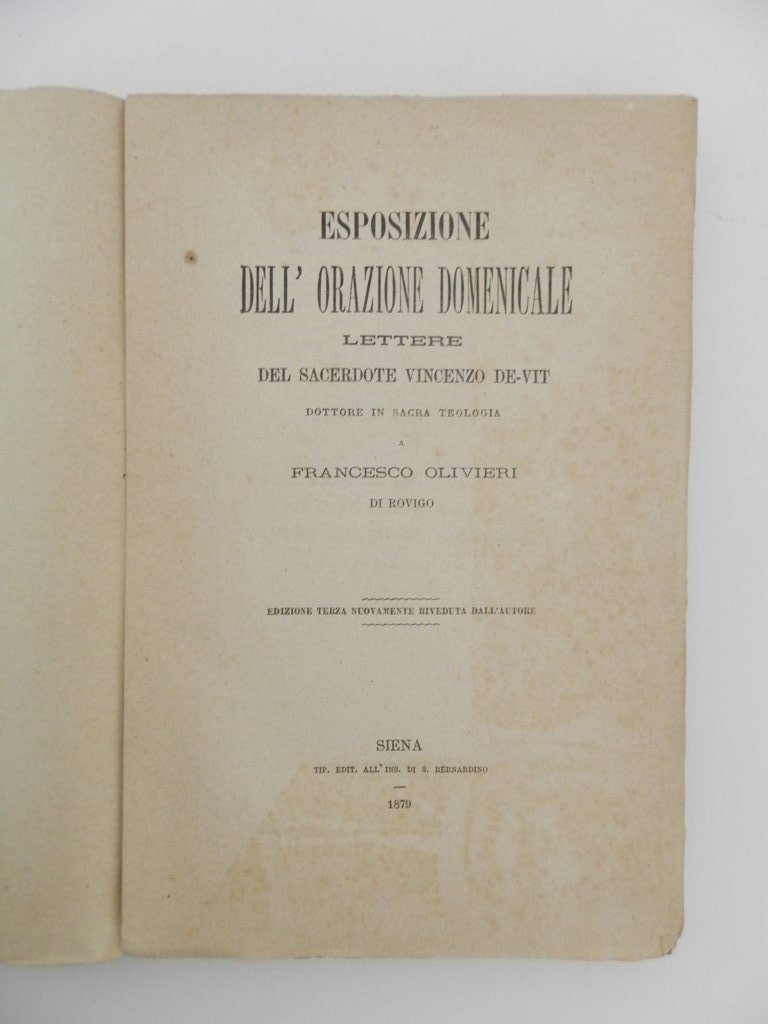 ESPOSIZIONE
DELL' ORAZIONE DOMENICALE
LETTERE
DEL SACERDOTE VINCENZO DE-VIT
DOTTORE IN SACRA TEOLOGIA
A
FRANCESCO OLIVIERI
DI ROVIGO
EDIZIONE TERZA NUOVAMENTE RIVEDUTA DALL'AUTORE
SIENA
TIP. EDIT. ALL'INS. DI S. BERNARDINO
1879